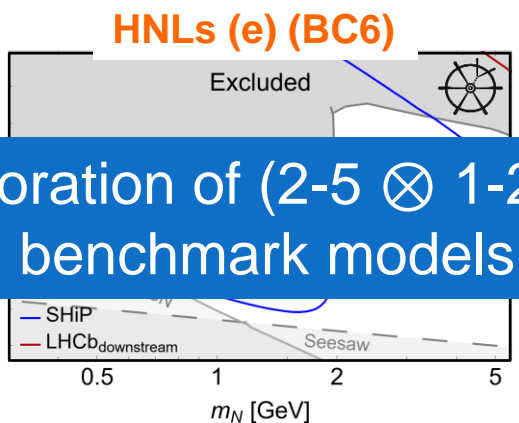 HNLs (e) (BC6)
Excluded
oration of (2-5 ⊗ 1-2
benchmark models
SHiP
LHCb_downstream
Seesaw
0.5 1 2 5
m_N [GeV]